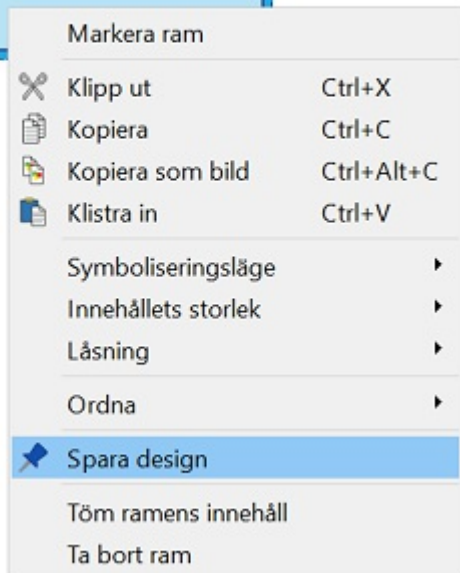 Markera ram
Klipp ut Ctrl+X
Kopiera Ctrl+C
Kopiera som bild Ctrl+Alt+C
Klistra in Ctrl+V
Symboliseringsläge
Innehållets storlek
Låsning
Ordna
Spara design
Töm ramens innehåll
Ta bort ram